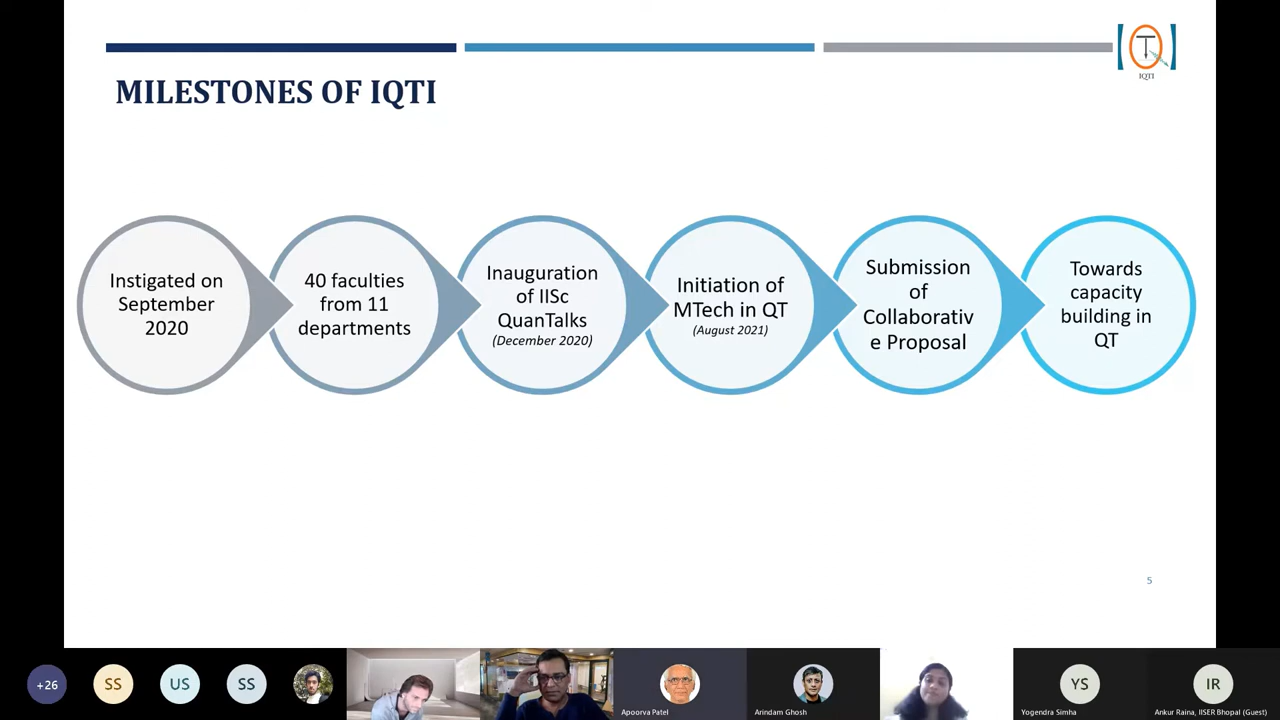 IQTI
MILESTONES OF IQTI
Instigated on
September
2020
40 faculties
from 11
departments
Inauguration
of IISc
QuanTalks
(December 2020)
Initiation of
MTech in QT
(August 2021)
Submission
of
Collaborativ
e Proposal
Towards
capacity
building in
QT
5
+26
SS
US
SS
Apoorva Patel
Arindam Ghosh
YS
Yogendra Simha
IR
Ankur Raina, IISER Bhopal (Guest)